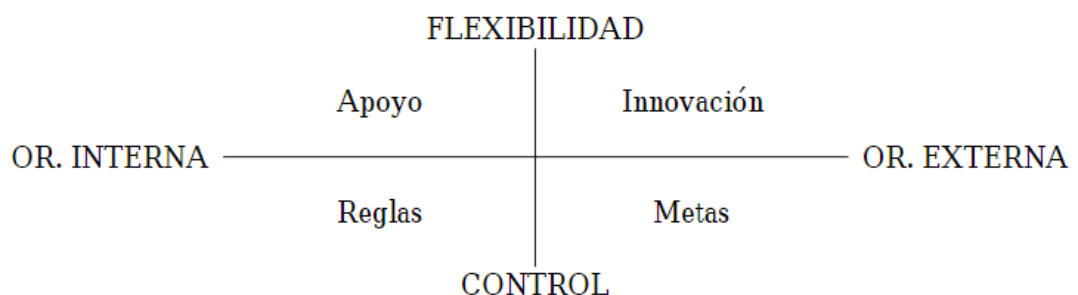 FLEXIBILIDAD
Apoyo Innovación
OR. INTERNA OR. EXTERNA
Reglas Metas
CONTROL